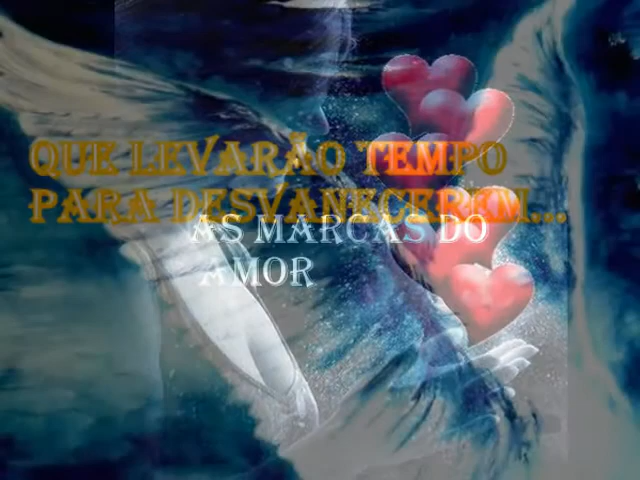 QUE LEVARÃO TEMPO
PARA DESVANECEREM...
AS MARCAS DO
AMOR